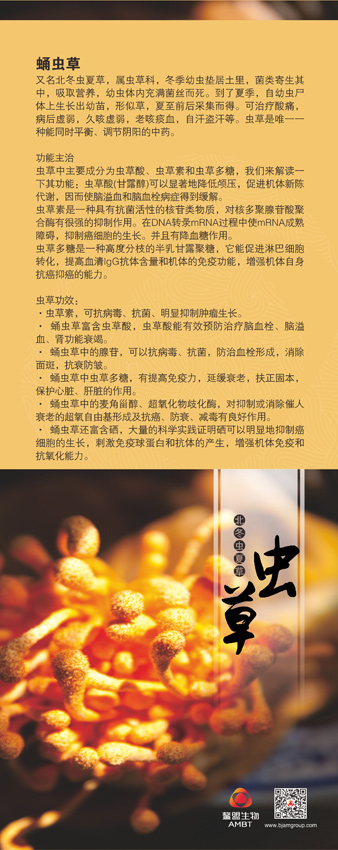 蛹虫草
又名北冬虫夏草，属虫草科，冬季幼虫垫居土里，菌类寄生其
中，吸取营养，幼虫体内充满菌丝而死。到了夏季，自幼虫尸
体上生长出幼苗，形似草，夏至前后采集而得。可治疗酸痛，
病后虚弱，久咳虚弱，老咳痰血，自汗盗汗等。虫草是唯一一
种能同时平衡、调节阴阳的中药。
功能主治
虫草中主要成分为虫草酸、虫草素和虫草多糖，我们来解读一
下其功能；虫草酸(甘露醇)可以显著地降低颅压，促进机体新陈
代谢，因而使脑溢血和脑血栓病症得到缓解。
虫草素是一种具有抗菌活性的核苷类物质，对核多聚腺苷酸聚
合酶有很强的抑制作用。在DNA转录mRNA过程中使mRNA成熟
障碍，抑制癌细胞的生长。并且有降血糖作用。
虫草多糖是一种高度分枝的半乳甘露聚糖，它能促进淋巴细胞
转化，提高血清IgG抗体含量和机体的免疫功能，增强机体自身
抗癌抑癌的能力。
虫草功效：
·虫草素，可抗病毒、抗菌、明显抑制肿瘤生长。
· 蛹虫草富含虫草酸，虫草酸能有效预防治疗脑血栓、脑溢
血、肾功能衰竭。
· 蛹虫草中的腺苷，可以抗病毒、抗菌，防治血栓形成，消除
面斑，抗衰防皱。
· 蛹虫草中虫草多糖，有提高免疫力，延缓衰老，扶正固本，
保护心脏、肝脏的作用。
· 蛹虫草中的麦角甾醇、超氧化物歧化酶，对抑制或消除催人
衰老的超氧自由基形成及抗癌、防衰、减毒有良好作用。
· 蛹虫草还富含硒，大量的科学实践证明硒可以明显地抑制癌
细胞的生长，刺激免疫球蛋白和抗体的产生，增强机体免疫和
抗氧化能力。
北冬虫夏草
虫草
鳌盟生物
AMBT
www.bjamgroup.com